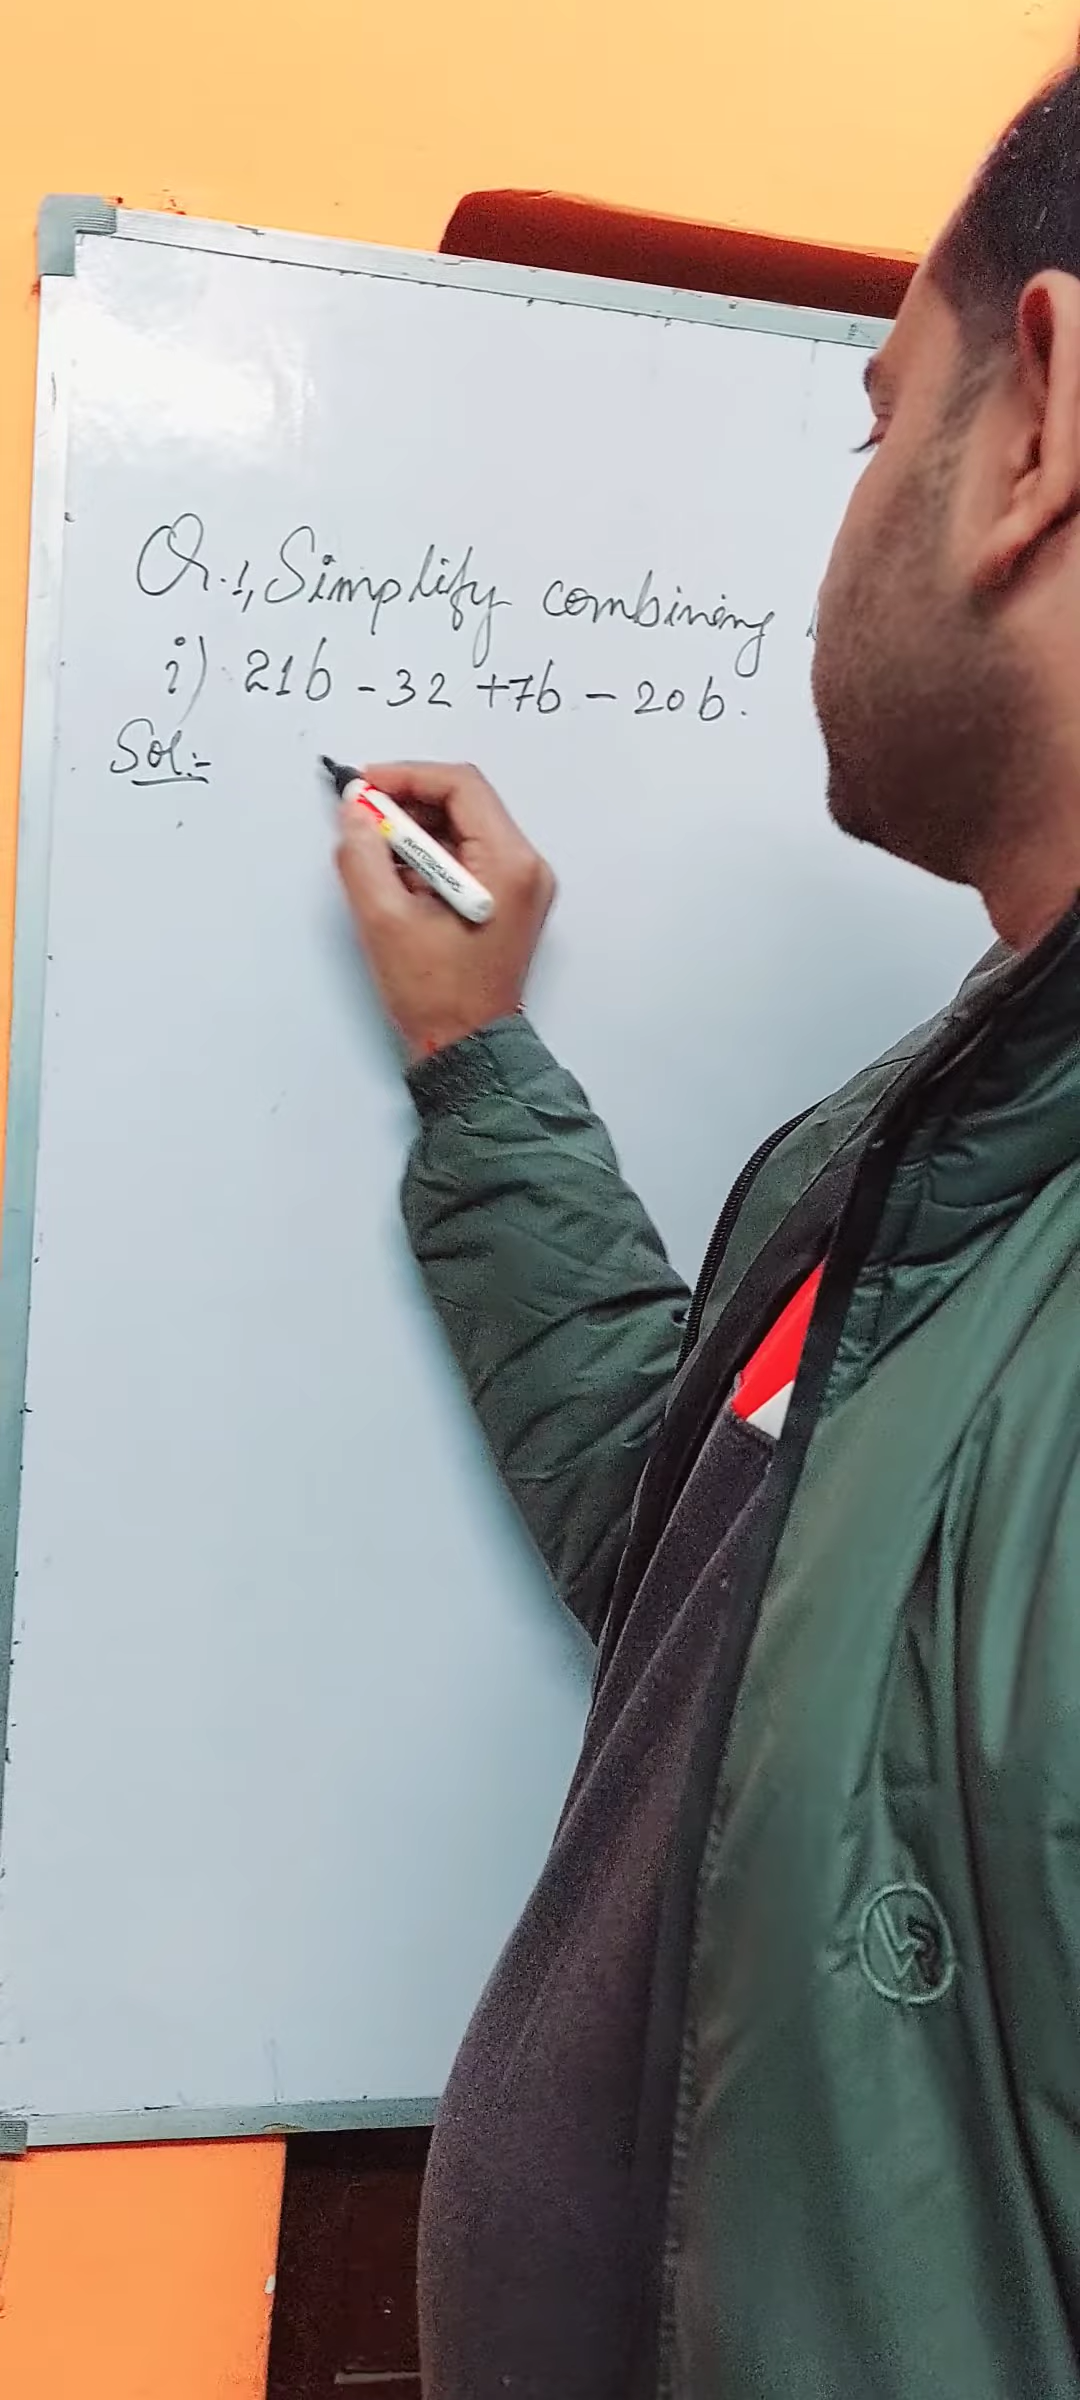 Q.1, Simplify combining
i) 21b - 32 +7b - 20b.
Sol:-